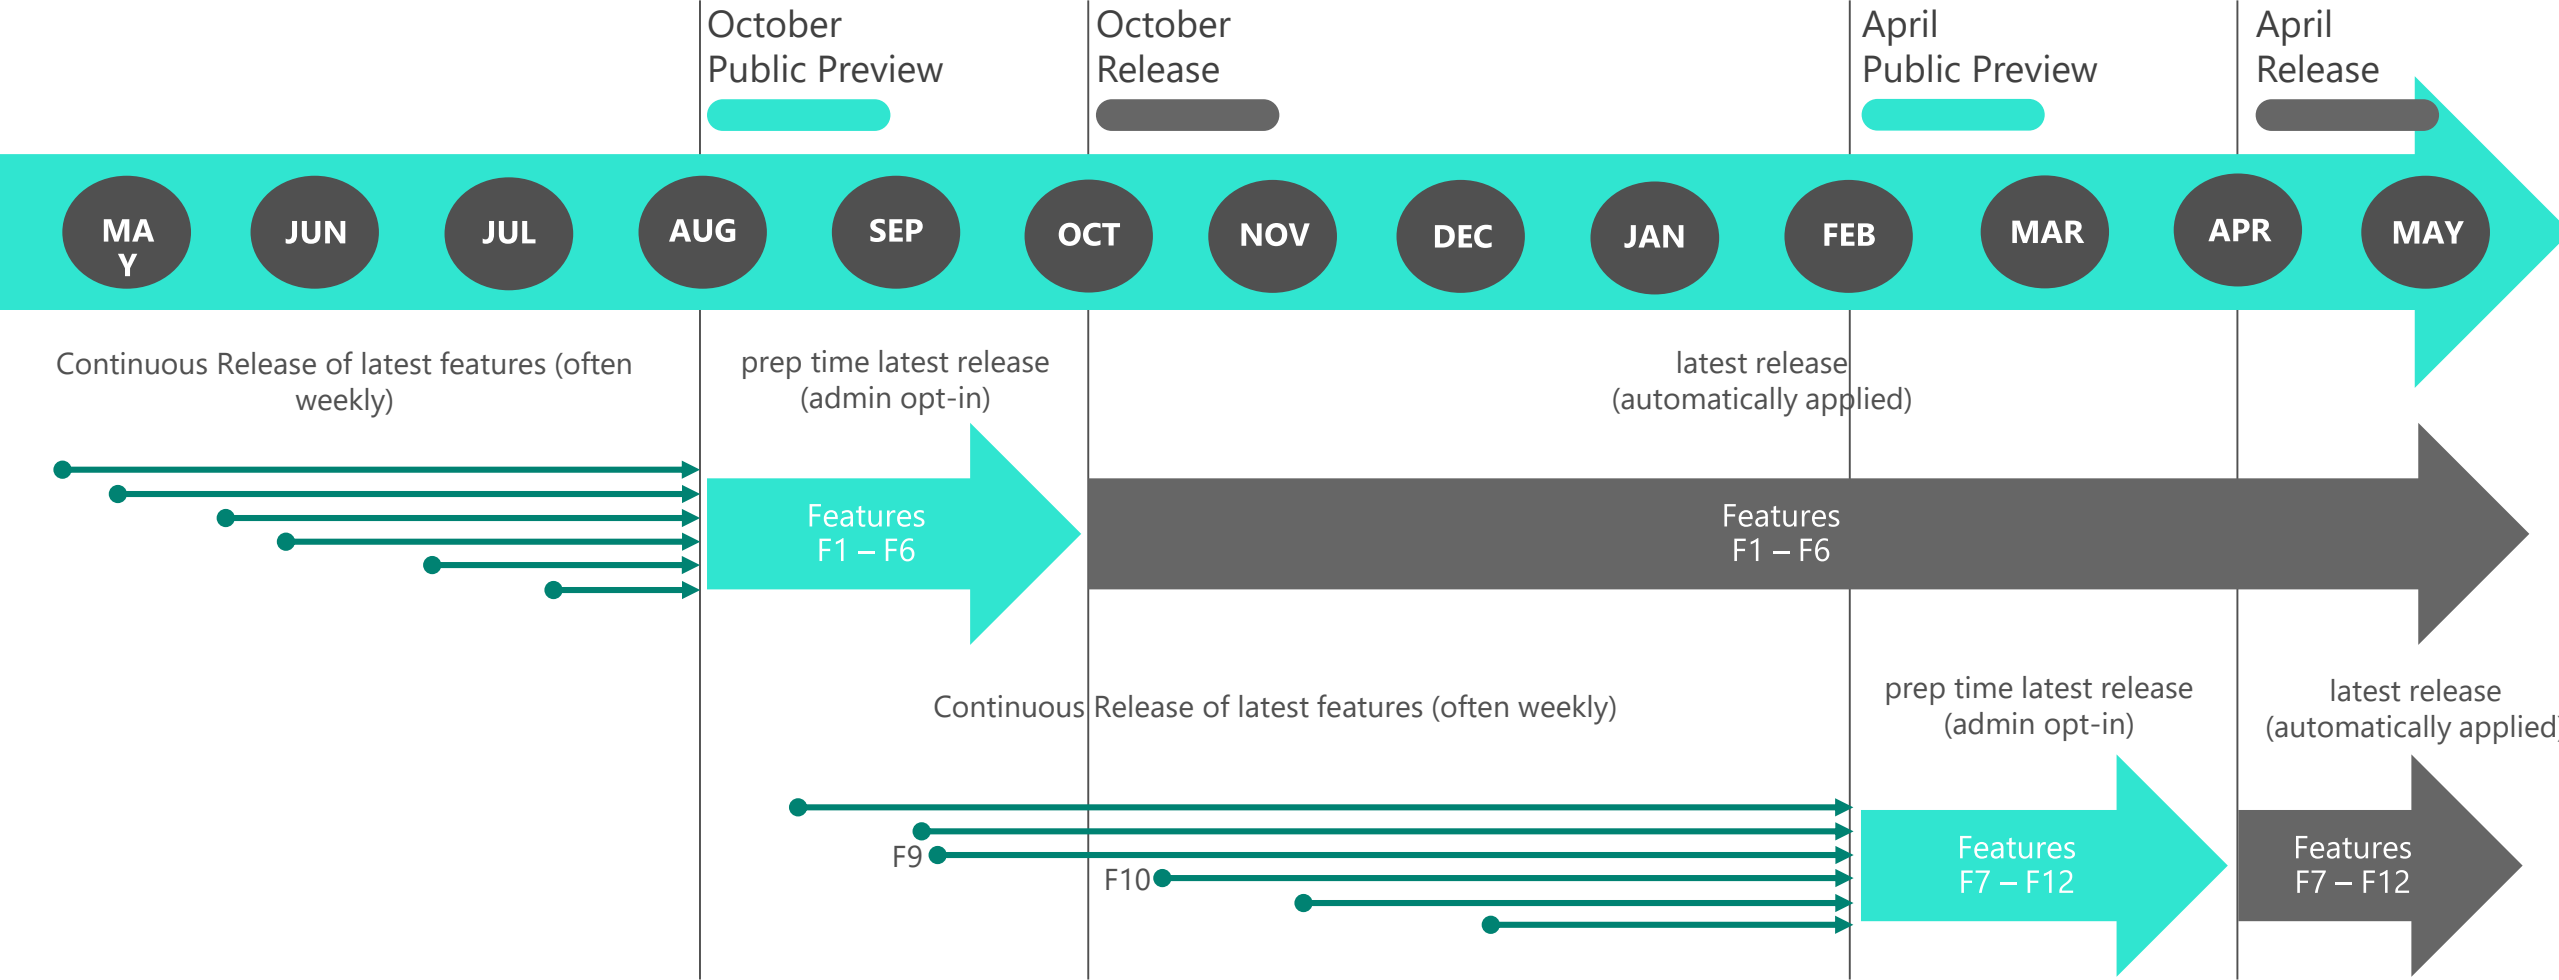 October
Public Preview
October
Release
April
Public Preview
April
Release
MA
Y
JUN
JUL
AUG
SEP
OCT
NOV
DEC
JAN
FEB
MAR
APR
MAY
Continuous Release of latest features (often
weekly)
prep time latest release
(admin opt-in)
latest release
(automatically applied)
Features
F1 – F6
Features
F1 – F6
Continuous Release of latest features (often weekly)
prep time latest release
(admin opt-in)
latest release
(automatically applied)
F9
F10
Features
F7 – F12
Features
F7 – F12